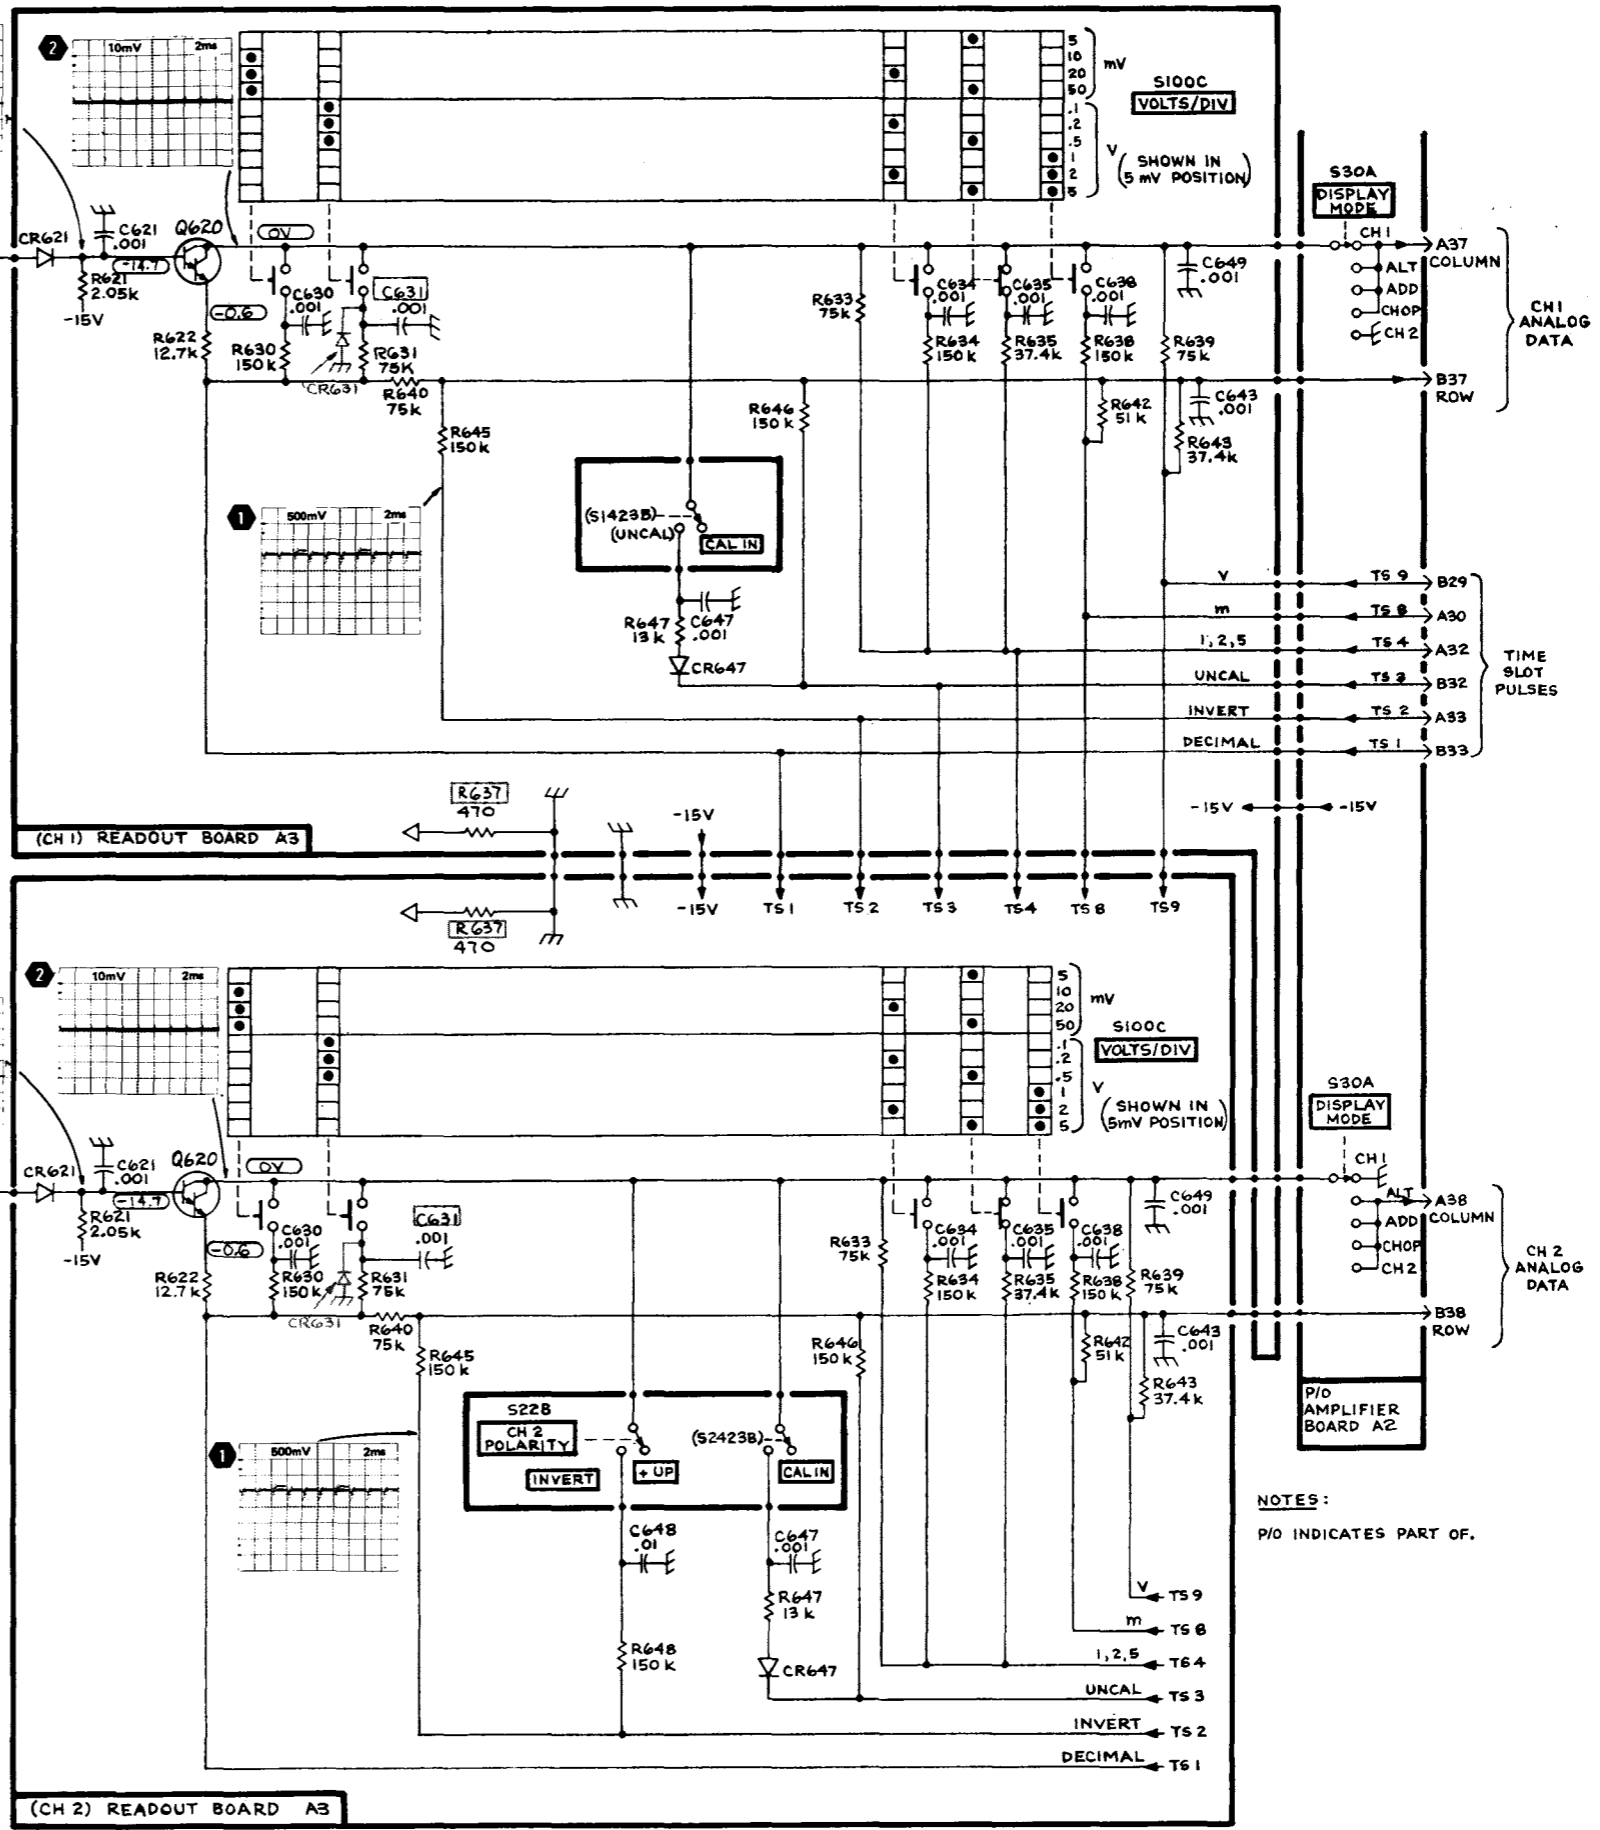 2
10mV 2ms
5
10
20
50
mV
.1
.2
.5
1
2
5
V
(SHOWN IN
5 mV POSITION)
S100C
VOLTS/DIV
S30A
DISPLAY
MODE
CH 1
ALT
ADD
CHOP
CH 2
A37
COLUMN
CH1
ANALOG
DATA
B37
ROW
CR621
C621
.001
Q620
-14.7
R621
2.05k
-15V
0V
-0.6
R622
12.7k
C630
.001
R630
150k
C631
.001
CR631
R631
75K
R640
75k
R633
75k
C634
.001
R634
150k
C635
.001
R635
37.4k
C638
.001
R638
150k
C649
.001
R639
75k
R645
150k
R646
150k
R642
51k
C643
.001
R643
37.4k
1
500mV 2ms
(S1423B)
(UNCAL)
CAL IN
R647
13k
C647
.001
CR647
V TS 9 B29
m TS 8 A30
1,2,5 TS 4 A32
UNCAL TS 3 B32
INVERT TS 2 A33
DECIMAL TS 1 B33
TIME
SLOT
PULSES
-15V -15V
R637
470
-15V
(CH 1) READOUT BOARD A3
R637
470
-15V TS 1 TS 2 TS 3 TS 4 TS 8 TS 9
2
10mV 2ms
5
10
20
50
mV
.1
.2
.5
1
2
5
V
(SHOWN IN
5mV POSITION)
S100C
VOLTS/DIV
S30A
DISPLAY
MODE
CH 1
ALT
ADD
CHOP
CH 2
A38
COLUMN
CH 2
ANALOG
DATA
B38
ROW
CR621
C621
.001
Q620
-14.7
R621
2.05k
-15V
0V
-0.6
R622
12.7k
C630
.001
R630
150k
C631
.001
CR631
R631
75k
R640
75k
R633
75k
C634
.001
R634
150k
C635
.001
R635
37.4k
C638
.001
R638
150k
C649
.001
R639
75k
R645
150k
R646
150k
R642
51k
C643
.001
R643
37.4k
1
500mV 2ms
S22B
CH 2
POLARITY
INVERT
+ UP
(S2423B)
CAL IN
C648
.01
R648
150k
C647
.001
R647
13k
CR647
V TS 9
m TS 8
1,2,5 TS4
UNCAL TS 3
INVERT TS 2
DECIMAL TS 1
(CH 2) READOUT BOARD A3
P/O
AMPLIFIER
BOARD A2
NOTES:
P/O INDICATES PART OF.